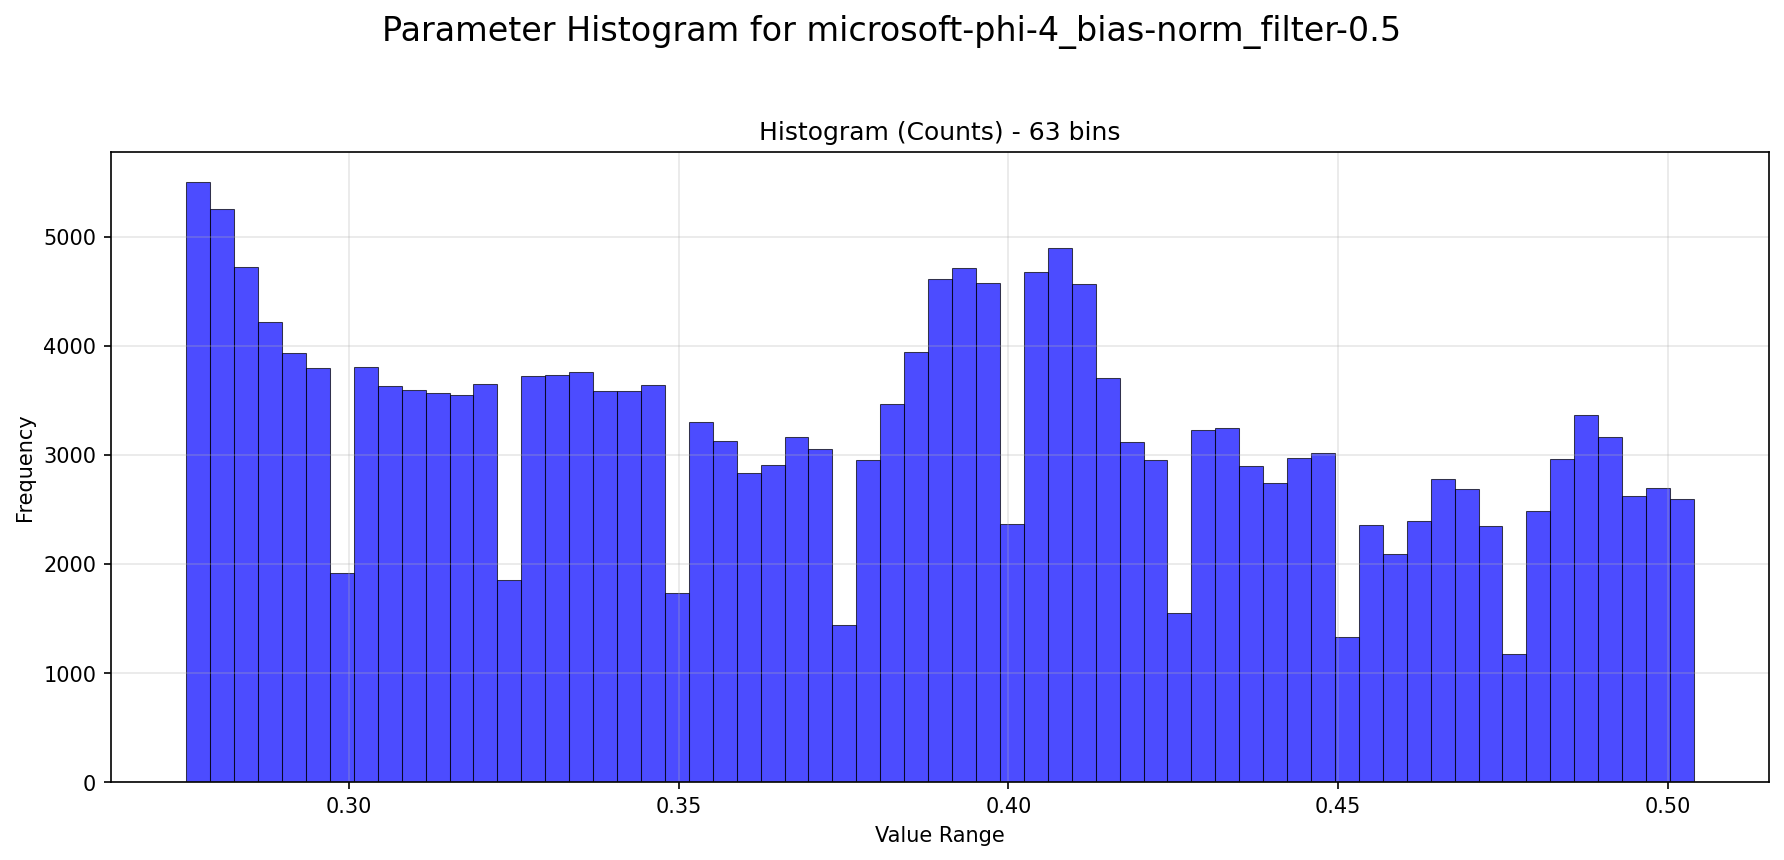 Parameter Histogram for microsoft-phi-4_bias-norm_filter-0.5
Histogram (Counts) - 63 bins
Frequency
5000
4000
3000
2000
1000
0
0.30 0.35 0.40 0.45 0.50
Value Range